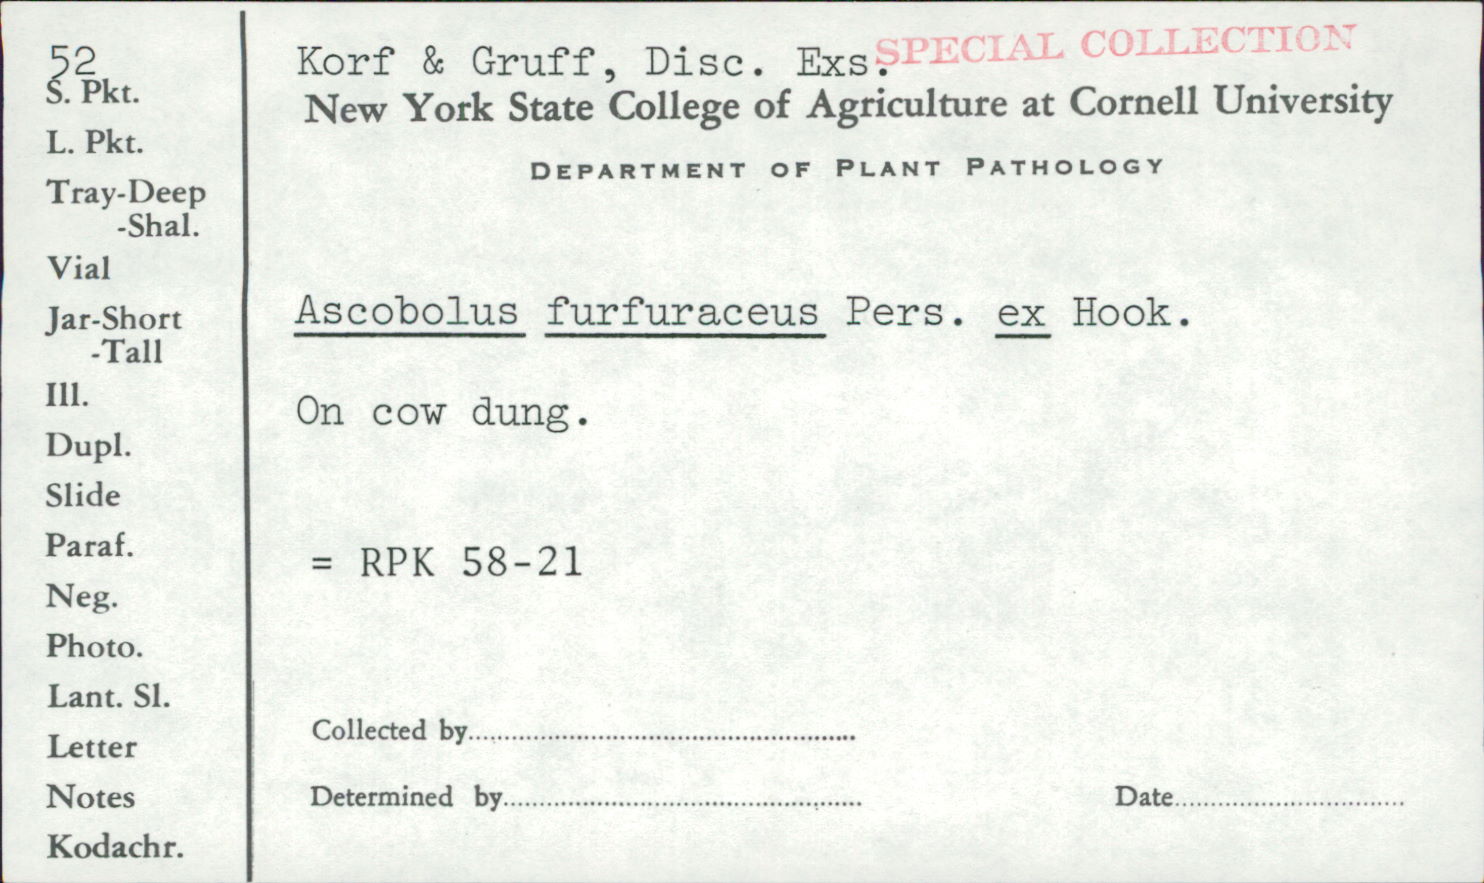 52
S. Pkt.
L. Pkt.
Tray-Deep
-Shal.
Vial
Jar-Short
-Tall
Ill.
Dupl.
Slide
Paraf.
Neg.
Photo.
Lant. Sl.
Letter
Notes
Kodachr.
Korf & Gruff, Disc. Exs.
SPECIAL COLLECTION
New York State College of Agriculture at Cornell University
DEPARTMENT OF PLANT PATHOLOGY
Ascobolus furfuraceus Pers. ex Hook.
On cow dung.
= RPK 58-21
Collected by
Determined by
Date